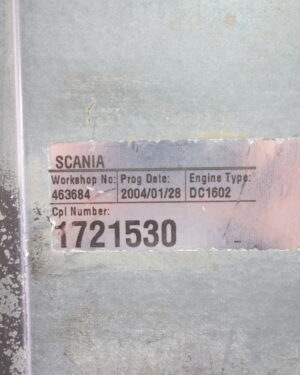 SCANIA
Workshop No: Prog Date: Engine Type:
463684 2004/01/28 DC1602
Cpl Number:
1721530